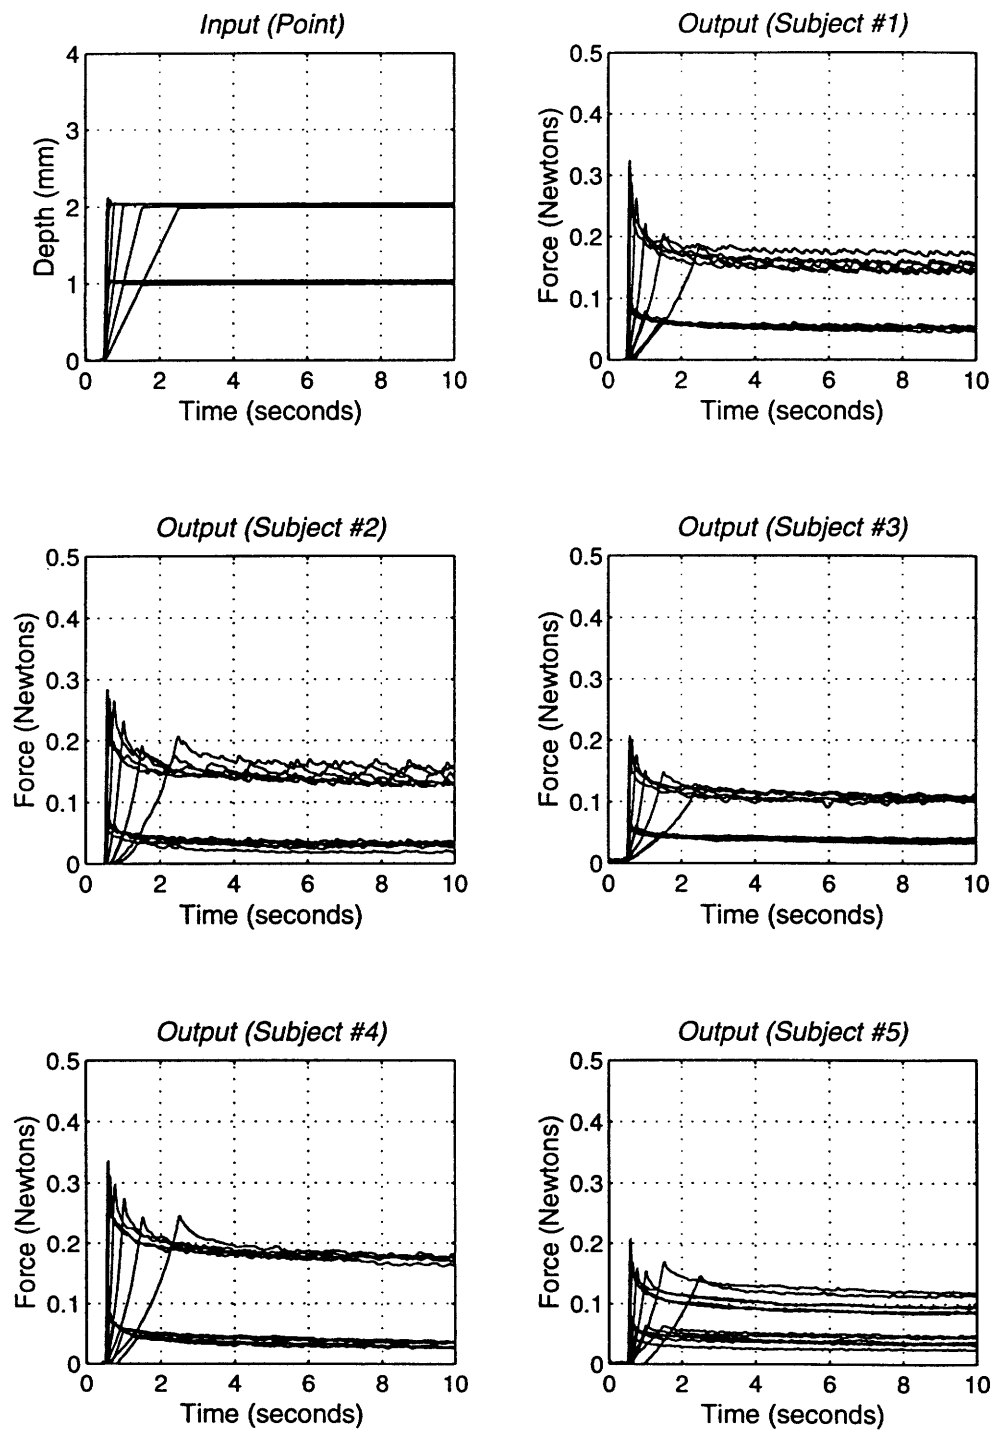 Input (Point)
4
3
2
1
0
Depth (mm)
0 2 4 6 8 10
Time (seconds)
Output (Subject #1)
0.5
0.4
0.3
0.2
0.1
0
Force (Newtons)
0 2 4 6 8 10
Time (seconds)
Output (Subject #2)
0.5
0.4
0.3
0.2
0.1
0
Force (Newtons)
0 2 4 6 8 10
Time (seconds)
Output (Subject #3)
0.5
0.4
0.3
0.2
0.1
0
Force (Newtons)
0 2 4 6 8 10
Time (seconds)
Output (Subject #4)
0.5
0.4
0.3
0.2
0.1
0
Force (Newtons)
0 2 4 6 8 10
Time (seconds)
Output (Subject #5)
0.5
0.4
0.3
0.2
0.1
0
Force (Newtons)
0 2 4 6 8 10
Time (seconds)